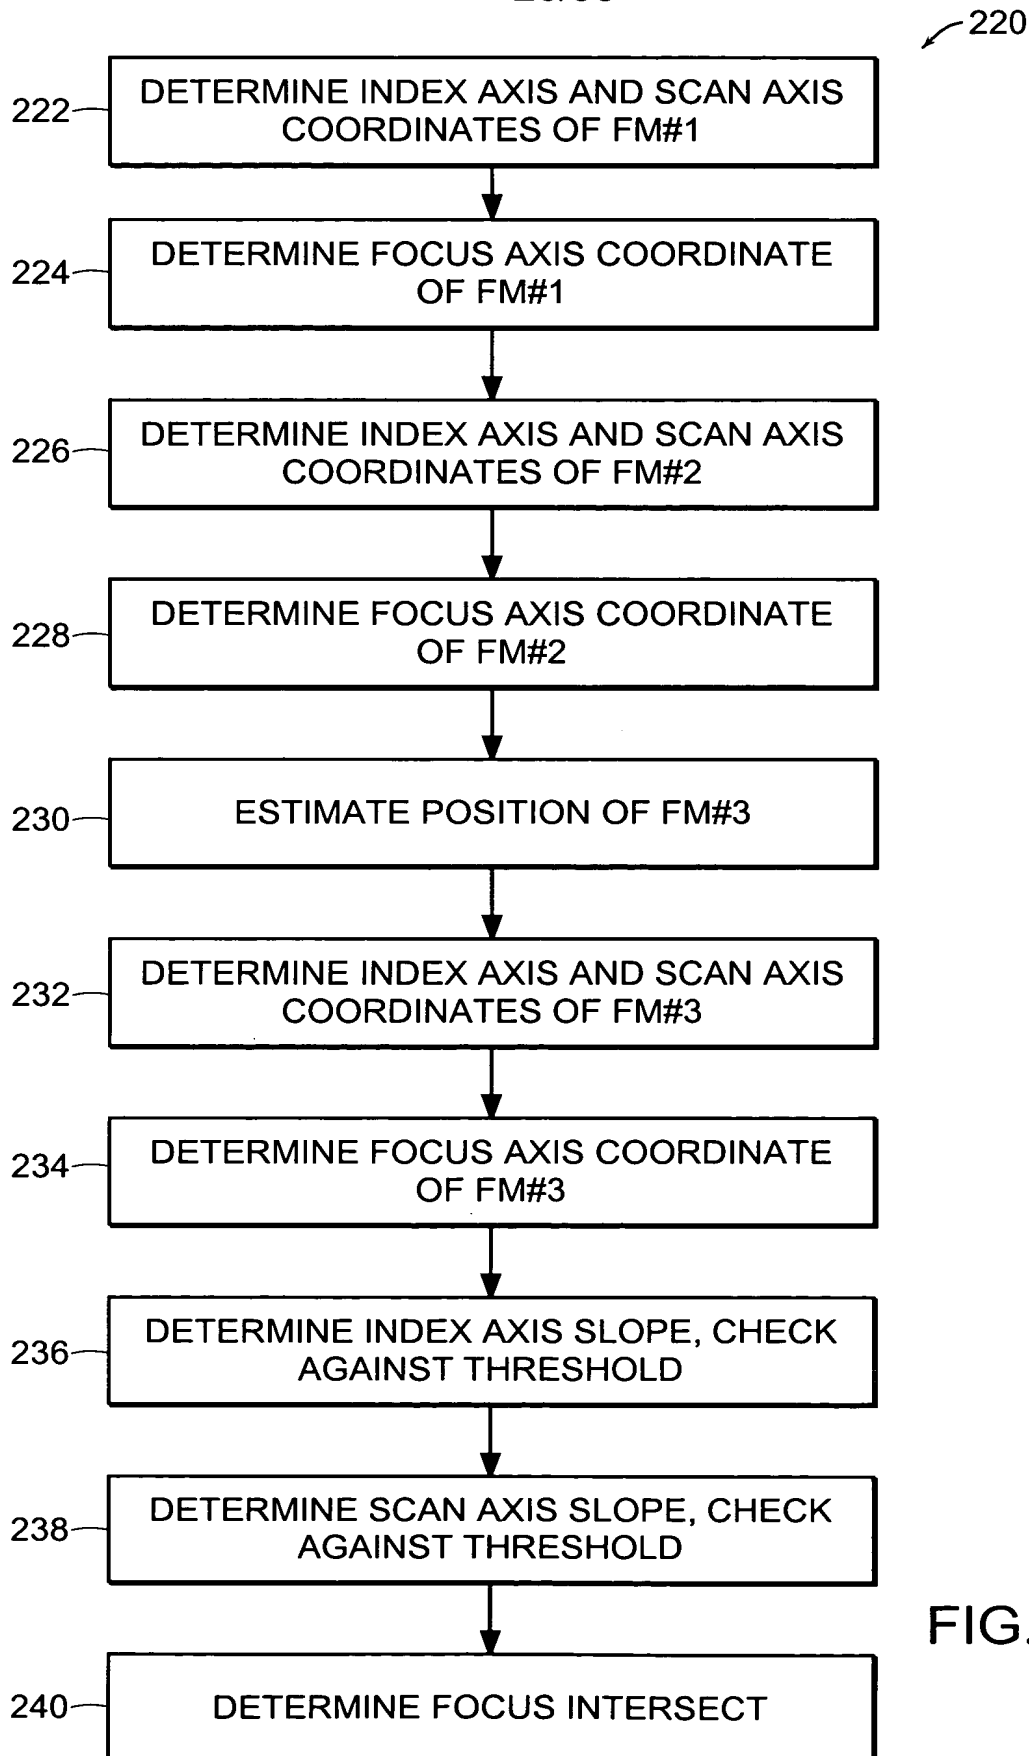 220
222
DETERMINE INDEX AXIS AND SCAN AXIS
COORDINATES OF FM#1
224
DETERMINE FOCUS AXIS COORDINATE
OF FM#1
226
DETERMINE INDEX AXIS AND SCAN AXIS
COORDINATES OF FM#2
228
DETERMINE FOCUS AXIS COORDINATE
OF FM#2
230
ESTIMATE POSITION OF FM#3
232
DETERMINE INDEX AXIS AND SCAN AXIS
COORDINATES OF FM#3
234
DETERMINE FOCUS AXIS COORDINATE
OF FM#3
236
DETERMINE INDEX AXIS SLOPE, CHECK
AGAINST THRESHOLD
238
DETERMINE SCAN AXIS SLOPE, CHECK
AGAINST THRESHOLD
FIG.
240
DETERMINE FOCUS INTERSECT